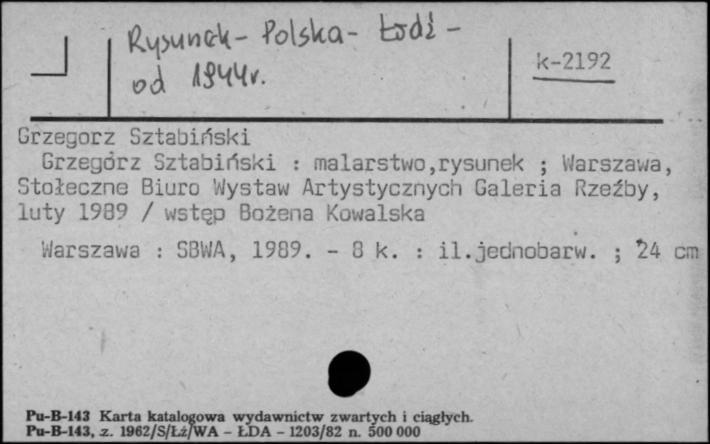 Rysunek - Polska - Łódź -
od 1944r.
k-2192
Grzegorz Sztabiński
Grzegorz Sztabiński : malarstwo,rysunek ; Warszawa,
Stołeczne Biuro Wystaw Artystycznych Galeria Rzeźby,
luty 1989 / wstęp Bożena Kowalska
Warszawa : SBWA, 1989. - 8 k. : il.jednobarw. ; 24 cm
Pu-B-143 Karta katalogowa wydawnictw zwartych i ciągłych.
Pu-B-143, z. 1962/S/Łż/WA - ŁDA - 1203/82 n. 500 000